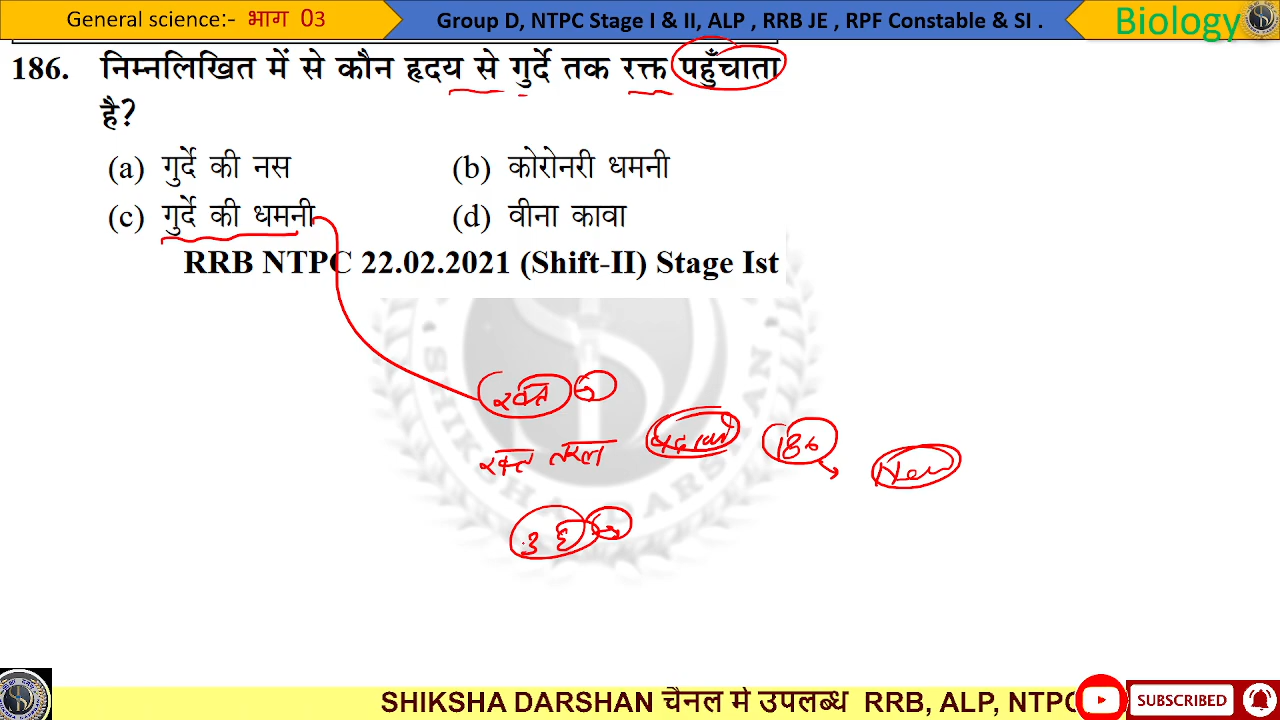 General science:- भाग 03
Group D, NTPC Stage I & II, ALP , RRB JE , RPF Constable & SI .
Biology
186. निम्नलिखित में से कौन हृदय से गुर्दे तक रक्त पहुँचाता
है?
(a) गुर्दे की नस (b) कोरोनरी धमनी
(c) गुर्दे की धमनी (d) वीना कावा
RRB NTPC 22.02.2021 (Shift-II) Stage Ist
रक्त
रक्त तरल
186
New
SHIKSHA DARSHAN चैनल मे उपलब्ध RRB, ALP, NTPC
SUBSCRIBED